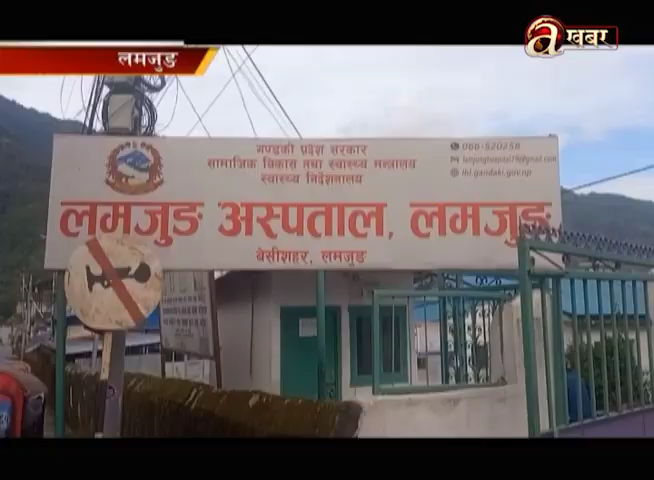 लमजुङ
a खबर
गण्डकी प्रदेश सरकार
सामाजिक विकास तथा स्वास्थ्य मन्त्रालय
स्वास्थ्य निर्देशनालय
066-520258
lhl.gandaki.gov.np
लमजुङ अस्पताल, लमजुङ
बेसीशहर, लमजुङ